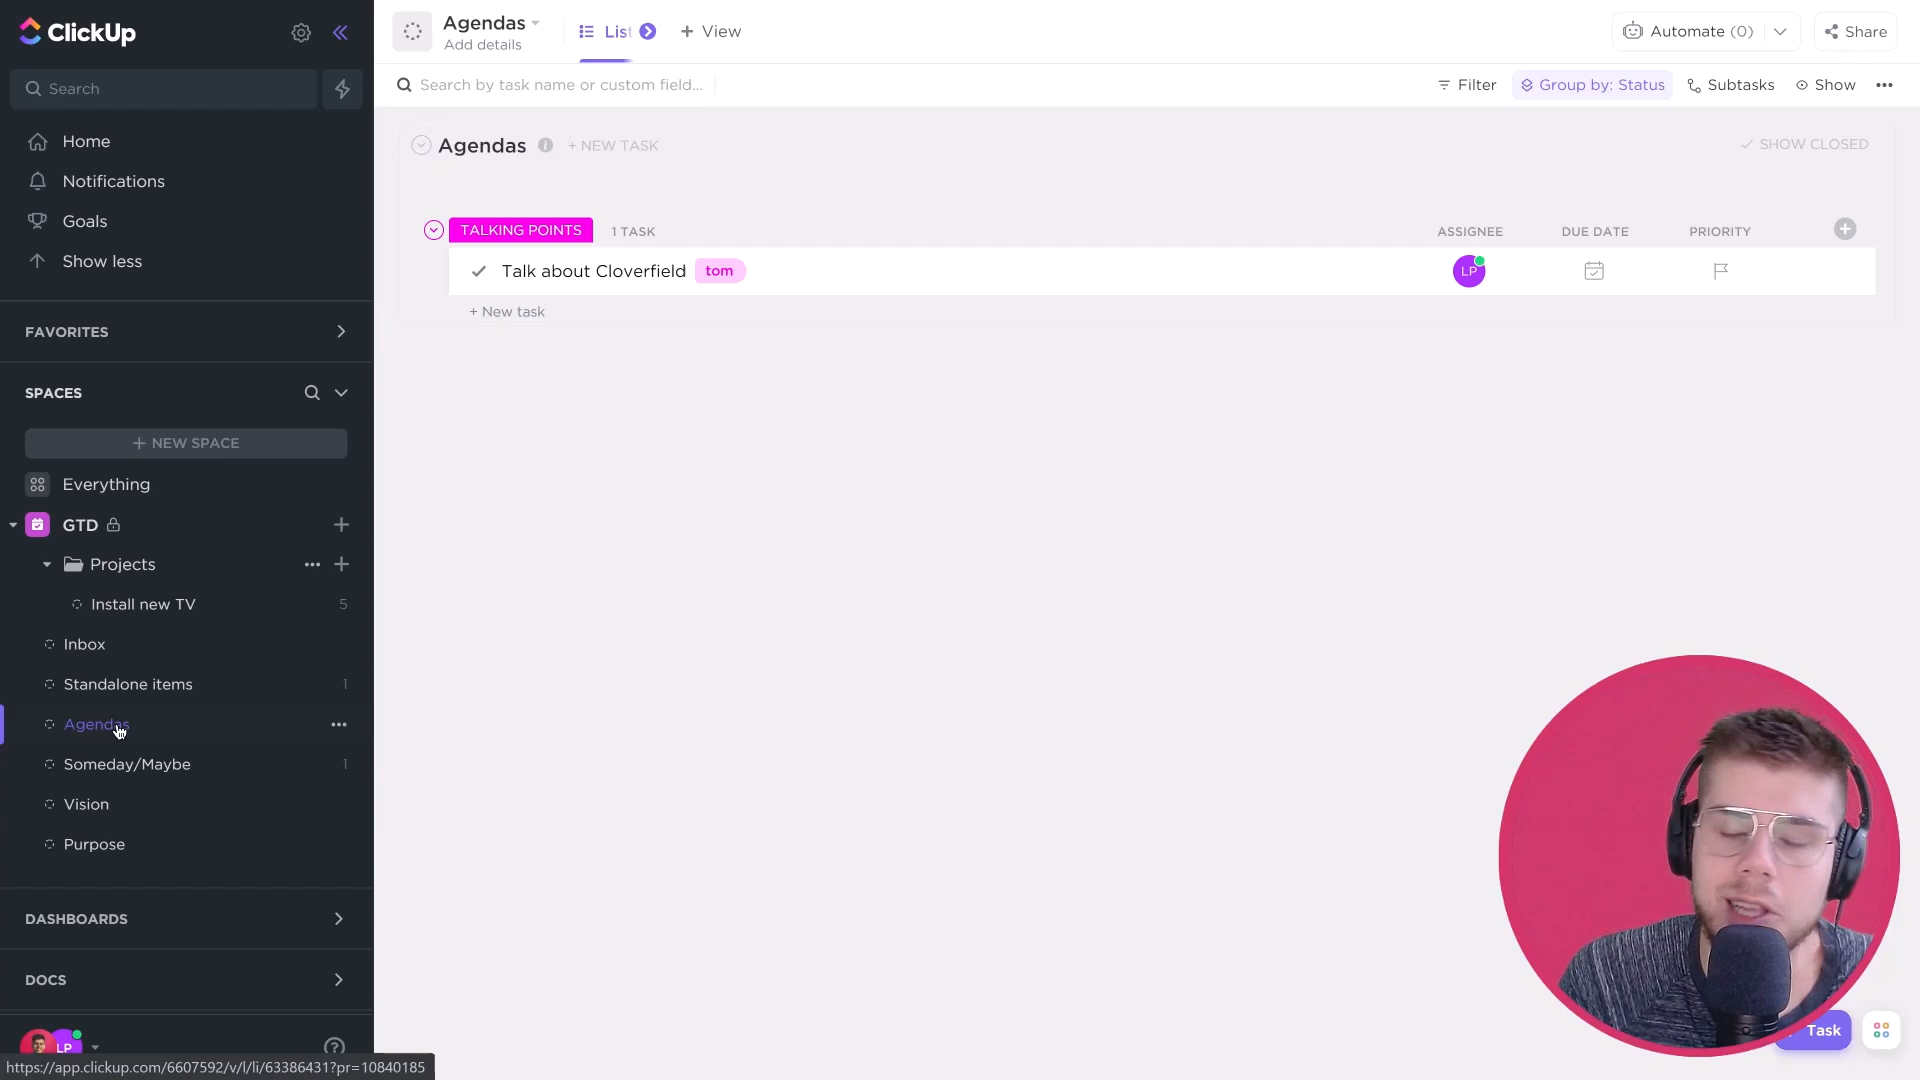 ClickUp
Search
Home
Notifications
Goals
Show less
FAVORITES
SPACES
+ NEW SPACE
Everything
GTD
Projects
Install new TV 5
Inbox
Standalone items 1
Agendas
Someday/Maybe 1
Vision
Purpose
DASHBOARDS
DOCS
LP
https://app.clickup.com/6607592/v/l/li/63386431?pr=10840185
Agendas
Add details
List
+ View
Automate (0)
Share
Search by task name or custom field...
Filter
Group by: Status
Subtasks
Show
Agendas + NEW TASK
SHOW CLOSED
TALKING POINTS 1 TASK ASSIGNEE DUE DATE PRIORITY
Talk about Cloverfield tom LP
+ New task
Task